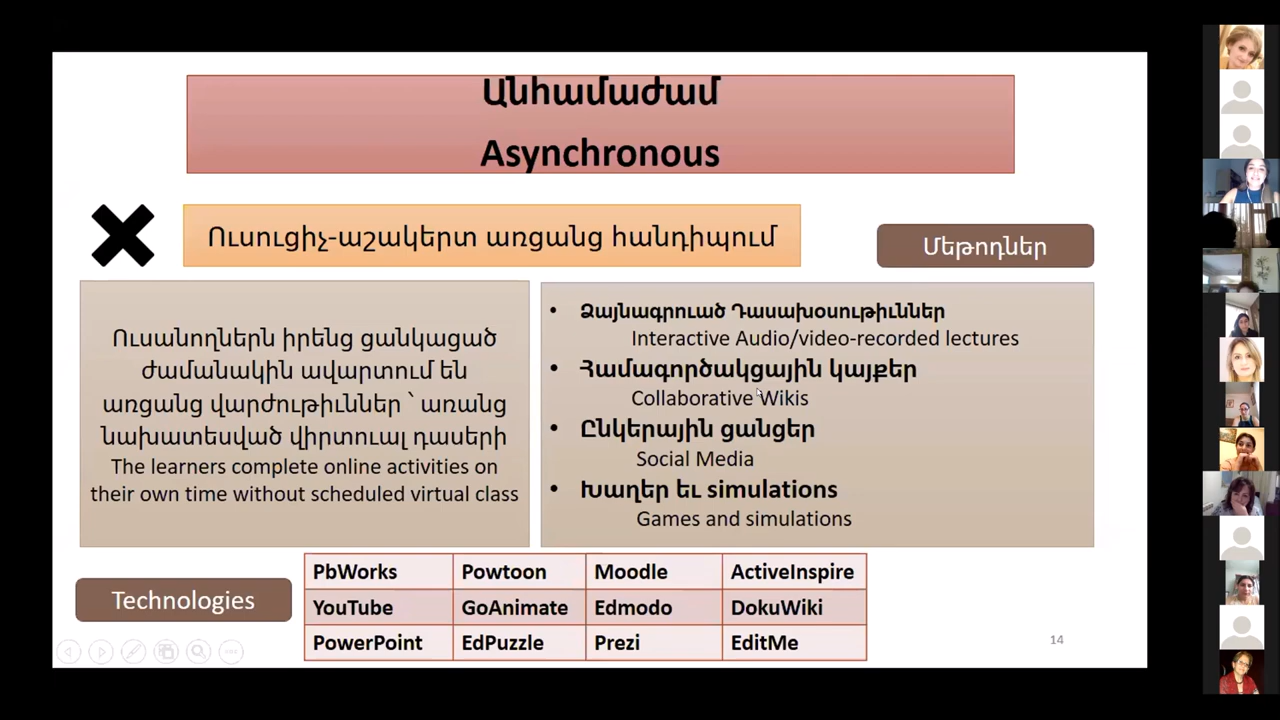 Անհամաժամ
Asynchronous
Ուսուցիչ-աշակերտ առցանց հանդիպում
Մեթոդներ
Ուսանողներն իրենց ցանկացած
ժամանակին ավարտում են
առցանց վարժութիւններ ՝ առանց
նախատեսված վիրտուալ դասերի
The learners complete online activities on
their own time without scheduled virtual class
• Ձայնագրուած Դասախօսութիւններ
Interactive Audio/video-recorded lectures
• Համագործակցային կայքեր
Collaborative Wikis
• Ընկերային ցանցեր
Social Media
• Խաղեր եւ simulations
Games and simulations
Technologies
PbWorks Powtoon Moodle ActiveInspire
YouTube GoAnimate Edmodo DokuWiki
PowerPoint EdPuzzle Prezi EditMe
14